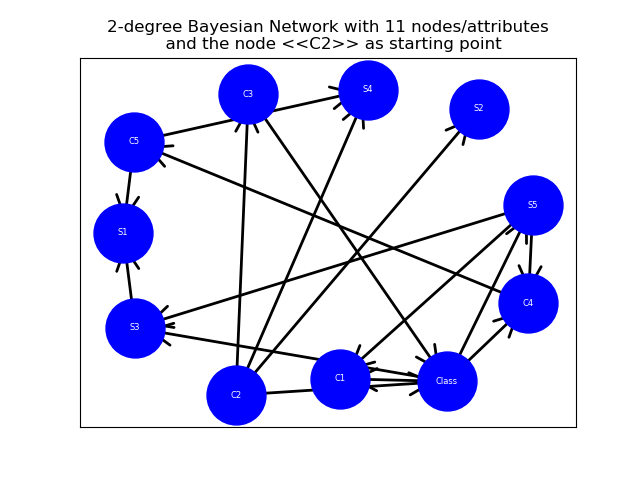 2-degree Bayesian Network with 11 nodes/attributes
and the node <<C2>> as starting point
C3
S4
S2
C5
S5
S1
C4
S3
C1
Class
C2